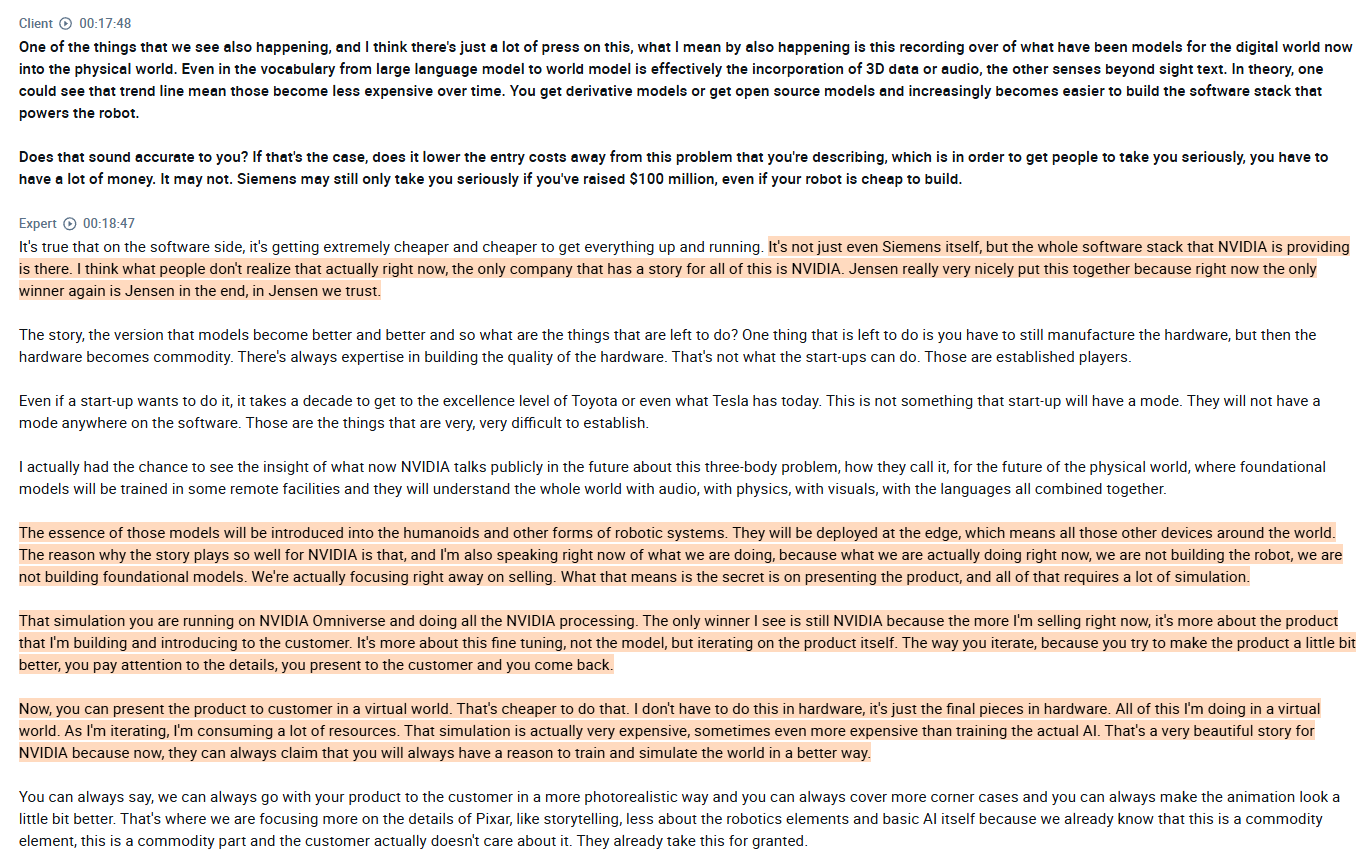 Client 00:17:48
One of the things that we see also happening, and I think there's just a lot of press on this, what I mean by also happening is this recording over of what have been models for the digital world now
into the physical world. Even in the vocabulary from large language model to world model is effectively the incorporation of 3D data or audio, the other senses beyond sight text. In theory, one
could see that trend line mean those become less expensive over time. You get derivative models or get open source models and increasingly becomes easier to build the software stack that
powers the robot.
Does that sound accurate to you? If that's the case, does it lower the entry costs away from this problem that you're describing, which is in order to get people to take you seriously, you have to
have a lot of money. It may not. Siemens may still only take you seriously if you've raised $100 million, even if your robot is cheap to build.
Expert 00:18:47
It's true that on the software side, it's getting extremely cheaper and cheaper to get everything up and running. It's not just even Siemens itself, but the whole software stack that NVIDIA is providing
is there. I think what people don't realize that actually right now, the only company that has a story for all of this is NVIDIA. Jensen really very nicely put this together because right now the only
winner again is Jensen in the end, in Jensen we trust.
The story, the version that models become better and better and so what are the things that are left to do? One thing that is left to do is you have to still manufacture the hardware, but then the
hardware becomes commodity. There's always expertise in building the quality of the hardware. That's not what the start-ups can do. Those are established players.
Even if a start-up wants to do it, it takes a decade to get to the excellence level of Toyota or even what Tesla has today. This is not something that start-up will have a mode. They will not have a
mode anywhere on the software. Those are the things that are very, very difficult to establish.
I actually had the chance to see the insight of what now NVIDIA talks publicly in the future about this three-body problem, how they call it, for the future of the physical world, where foundational
models will be trained in some remote facilities and they will understand the whole world with audio, with physics, with visuals, with the languages all combined together.
The essence of those models will be introduced into the humanoids and other forms of robotic systems. They will be deployed at the edge, which means all those other devices around the world.
The reason why the story plays so well for NVIDIA is that, and I'm also speaking right now of what we are doing, because what we are actually doing right now, we are not building the robot, we are
not building foundational models. We're actually focusing right away on selling. What that means is the secret is on presenting the product, and all of that requires a lot of simulation.
That simulation you are running on NVIDIA Omniverse and doing all the NVIDIA processing. The only winner I see is still NVIDIA because the more I'm selling right now, it's more about the product
that I'm building and introducing to the customer. It's more about this fine tuning, not the model, but iterating on the product itself. The way you iterate, because you try to make the product a little bit
better, you pay attention to the details, you present to the customer and you come back.
Now, you can present the product to customer in a virtual world. That's cheaper to do that. I don't have to do this in hardware, it's just the final pieces in hardware. All of this I'm doing in a virtual
world. As I'm iterating, I'm consuming a lot of resources. That simulation is actually very expensive, sometimes even more expensive than training the actual AI. That's a very beautiful story for
NVIDIA because now, they can always claim that you will always have a reason to train and simulate the world in a better way.
You can always say, we can always go with your product to the customer in a more photorealistic way and you can always cover more corner cases and you can always make the animation look a
little bit better. That's where we are focusing more on the details of Pixar, like storytelling, less about the robotics elements and basic AI itself because we already know that this is a commodity
element, this is a commodity part and the customer actually doesn't care about it. They already take this for granted.